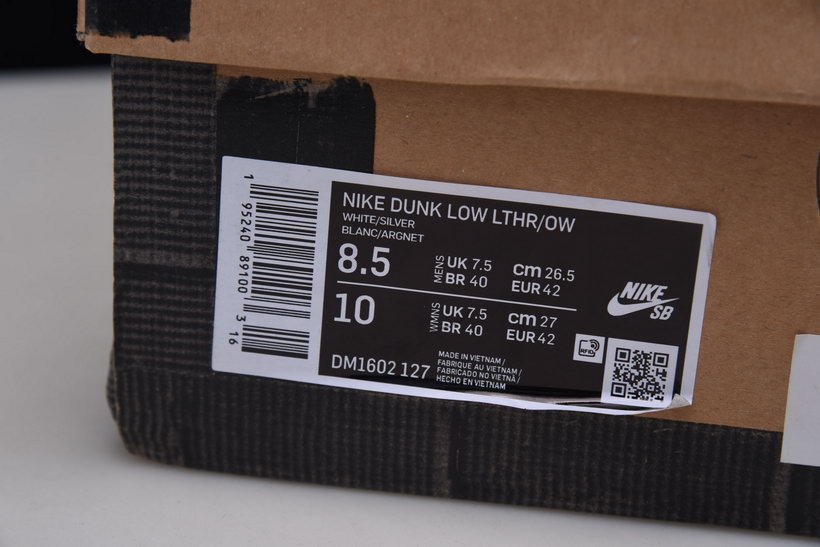 1 95240 89100 3 16
NIKE DUNK LOW LTHR/OW
WHITE/SILVER
BLANC/ARGNET
8.5 MENS UK 7.5 cm 26.5
BR 40 EUR 42
10 WMNS UK 7.5 cm 27
BR 40 EUR 42
NIKE
SB
RFID
DM1602 127
MADE IN VIETNAM /
FABRIQUE AU VIETNAM /
FABRICADO NO VIETNÃ /
HECHO EN VIETNAM